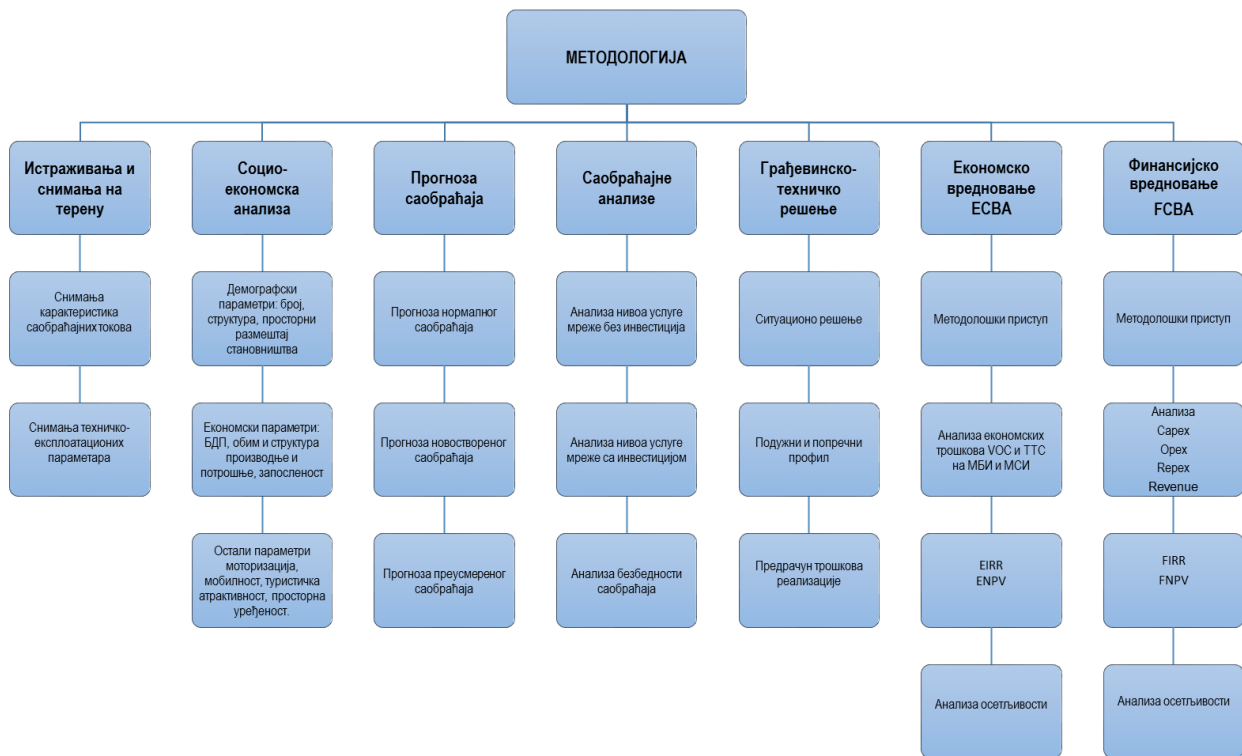 МЕТОДОЛОГИЈА
Истраживања и
снимања на
терену
Снимања
карактеристика
саобраћајних токова
Снимања техничко-
експлоатационих
параметара
Социо-
економска
анализа
Демографски
параметри: број,
структура, просторни
размештај
становништва
Економски параметри:
БДП, обим и структура
производње и
потрошње, запосленост
Остали параметри
моторизација,
мобилност, туристичка
атрактивност, просторна
уређеност.
Прогноза
саобраћаја
Прогноза нормалног
саобраћаја
Прогноза новоствореног
саобраћаја
Прогноза преусмереног
саобраћаја
Саобраћајне
анализе
Анализа нивоа услуге
мреже без инвестиција
Анализа нивоа услуге
мреже са инвестицијом
Анализа безбедности
саобраћаја
Грађевинско-
техничко
решење
Ситуационо решење
Подужни и попречни
профил
Предрачун трошкова
реализације
Економско
вредновање
ECBA
Методолошки приступ
Анализа економских
трошкова VOC и ТТС
на МБИ и МСИ
EIRR
ENPV
Анализа осетљивости
Финансијско
вредновање
FCBA
Методолошки приступ
Анализа
Capex
Opex
Repex
Revenue
FIRR
FNPV
Анализа осетљивости